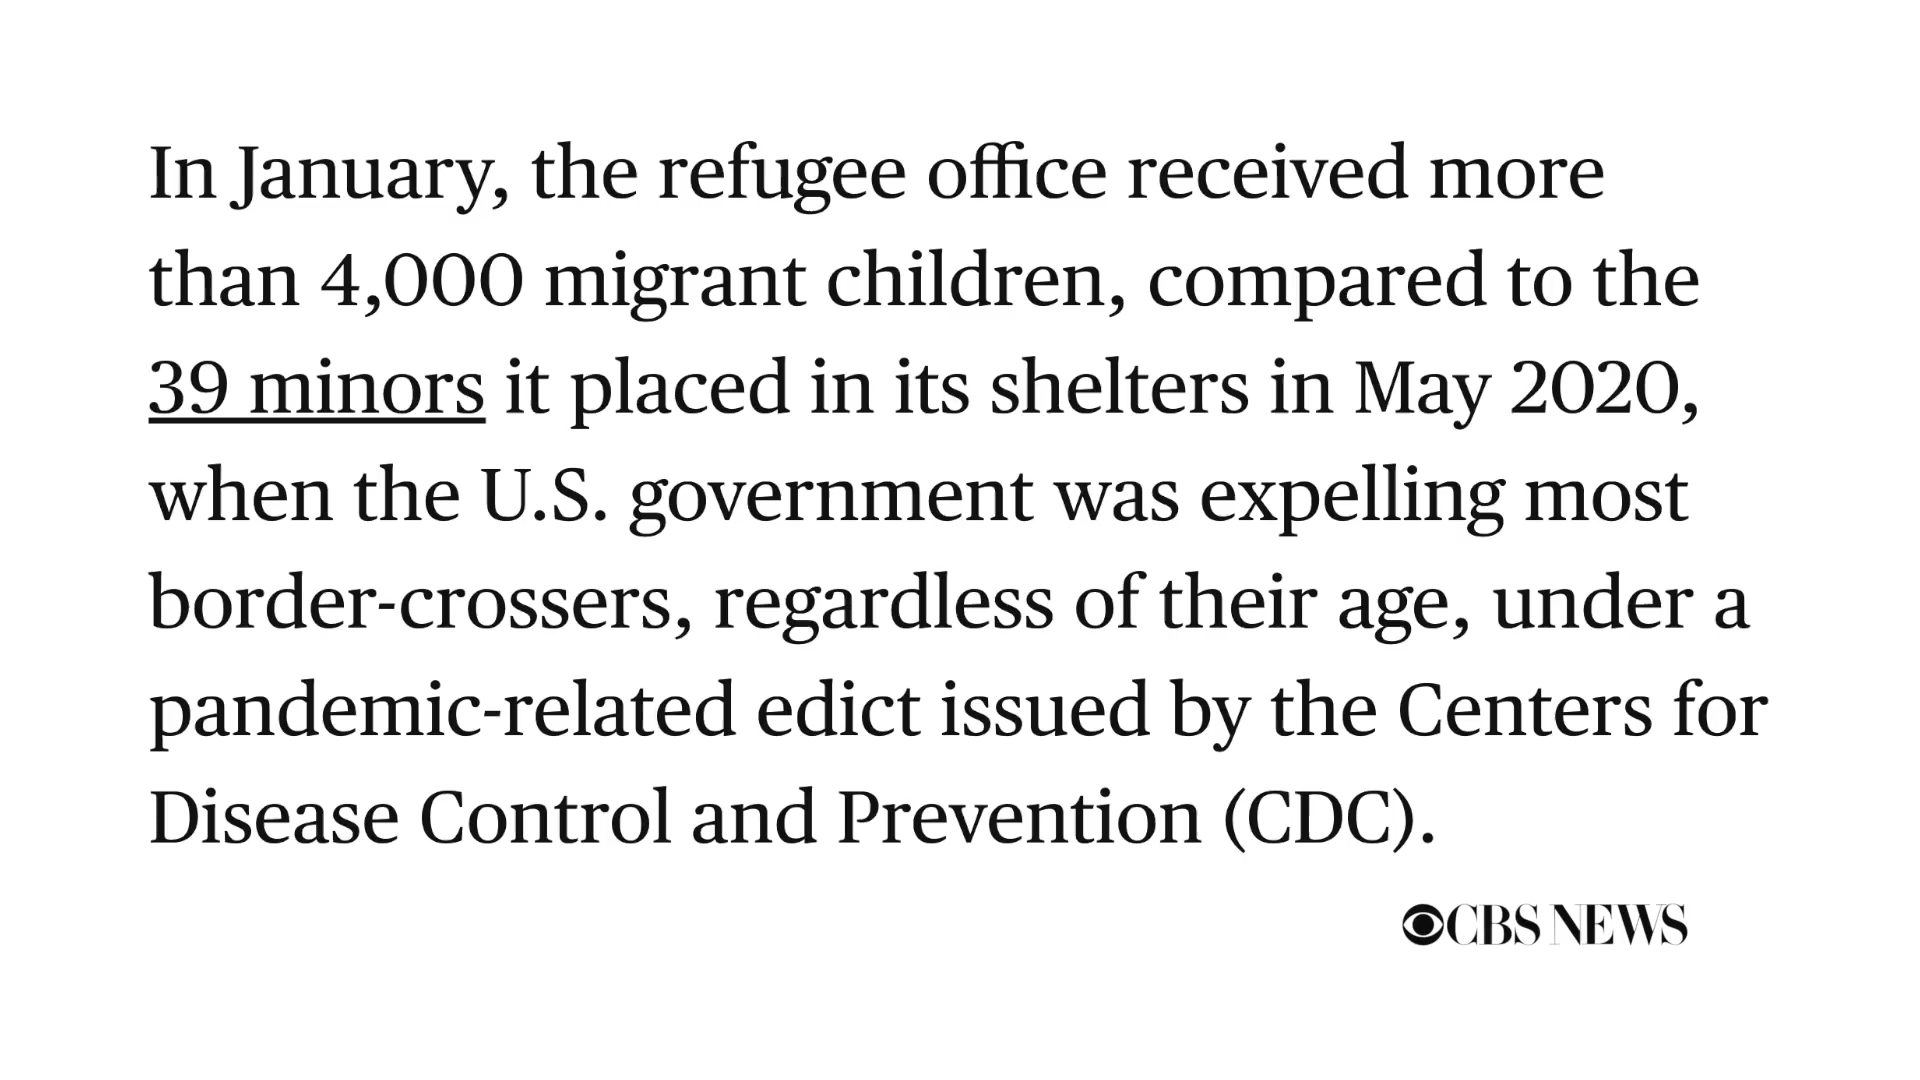 In January, the refugee office received more
than 4,000 migrant children, compared to the
39 minors it placed in its shelters in May 2020,
when the U.S. government was expelling most
border-crossers, regardless of their age, under a
pandemic-related edict issued by the Centers for
Disease Control and Prevention (CDC).
CBS NEWS